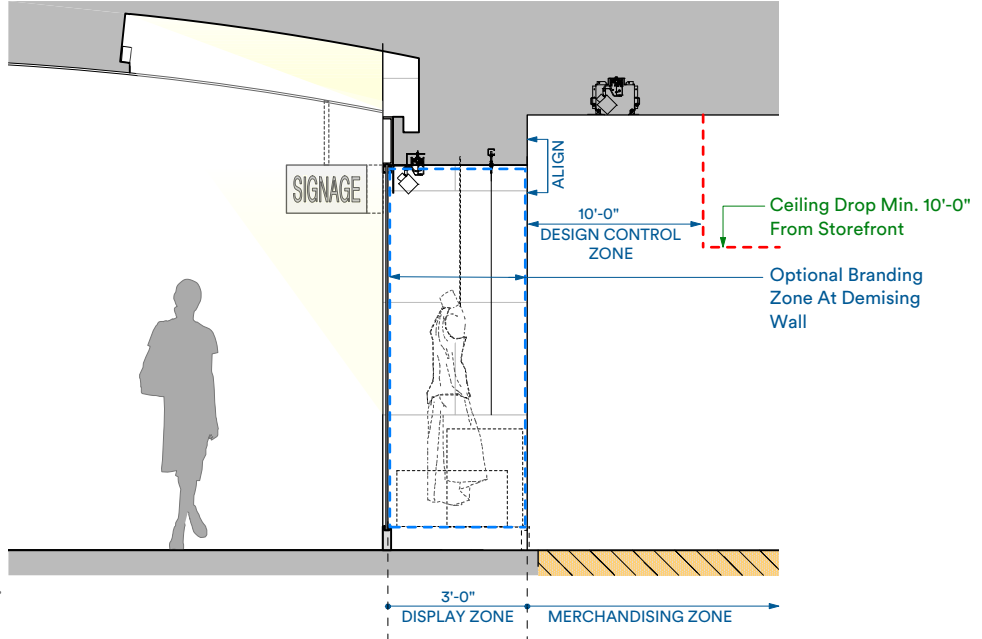 SIGNAGE
ALIGN
10'-0"
DESIGN CONTROL
ZONE
Ceiling Drop Min. 10'-0"
From Storefront
Optional Branding
Zone At Demising
Wall
3'-0"
DISPLAY ZONE
MERCHANDISING ZONE